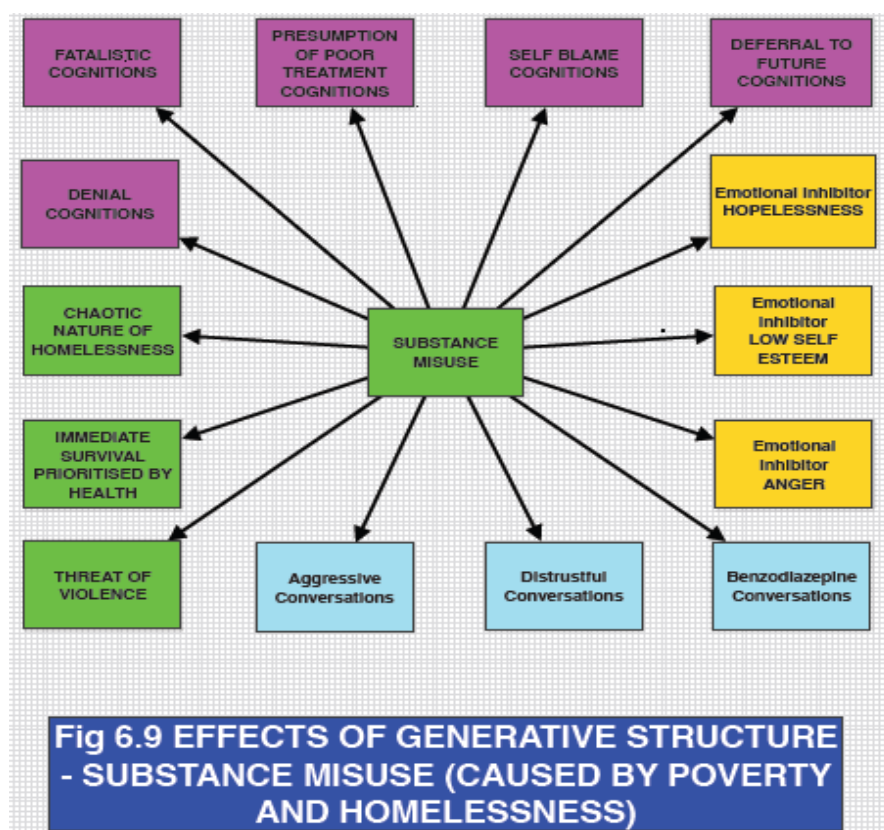 FATALISTIC
COGNITIONS
PRESUMPTION
OF POOR
TREATMENT
COGNITIONS
SELF BLAME
COGNITIONS
DEFERRAL TO
FUTURE
COGNITIONS
DENIAL
COGNITIONS
Emotional Inhibitor
HOPELESSNESS
CHAOTIC
NATURE OF
HOMELESSNESS
SUBSTANCE
MISUSE
Emotional
Inhibitor
LOW SELF
ESTEEM
IMMEDIATE
SURVIVAL
PRIORITISED BY
HEALTH
Emotional
Inhibitor
ANGER
THREAT OF
VIOLENCE
Aggressive
Conversations
Distrustful
Conversations
Benzodiazepine
Conversations
Fig 6.9 EFFECTS OF GENERATIVE STRUCTURE
- SUBSTANCE MISUSE (CAUSED BY POVERTY
AND HOMELESSNESS)